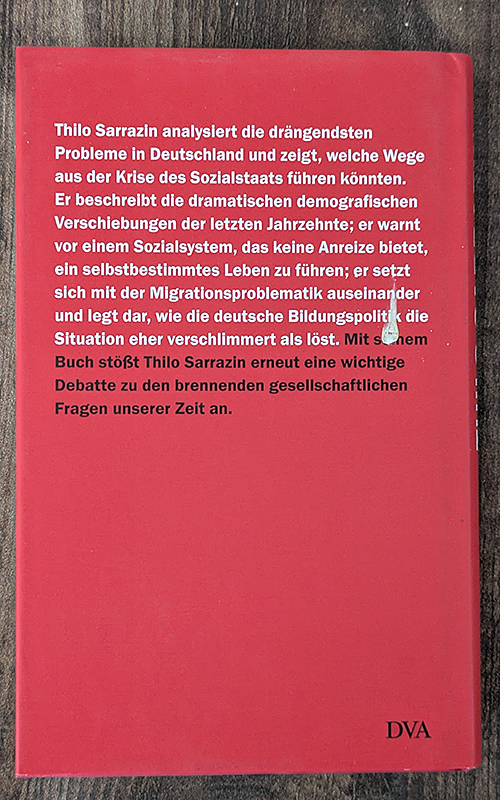 Thilo Sarrazin analysiert die drängendsten
Probleme in Deutschland und zeigt, welche Wege
aus der Krise des Sozialstaats führen könnten.
Er beschreibt die dramatischen demografischen
Verschiebungen der letzten Jahrzehnte; er warnt
vor einem Sozialsystem, das keine Anreize bietet,
ein selbstbestimmtes Leben zu führen; er setzt
sich mit der Migrationsproblematik auseinander
und legt dar, wie die deutsche Bildungspolitik die
Situation eher verschlimmert als löst. Mit seinem
Buch stößt Thilo Sarrazin erneut eine wichtige
Debatte zu den brennenden gesellschaftlichen
Fragen unserer Zeit an.
DVA